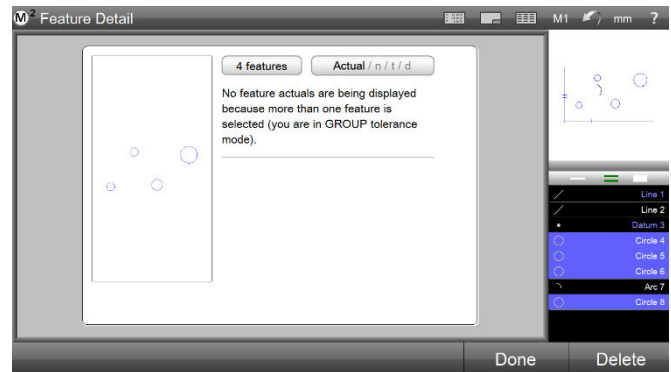 M² Feature Detail
M1 mm ?
4 features
Actual / n / t / d
No feature actuals are being displayed
because more than one feature is
selected (you are in GROUP tolerance
mode).
Line 1
Line 2
Datum 3
Circle 4
Circle 5
Circle 6
Arc 7
Circle 8
Done
Delete